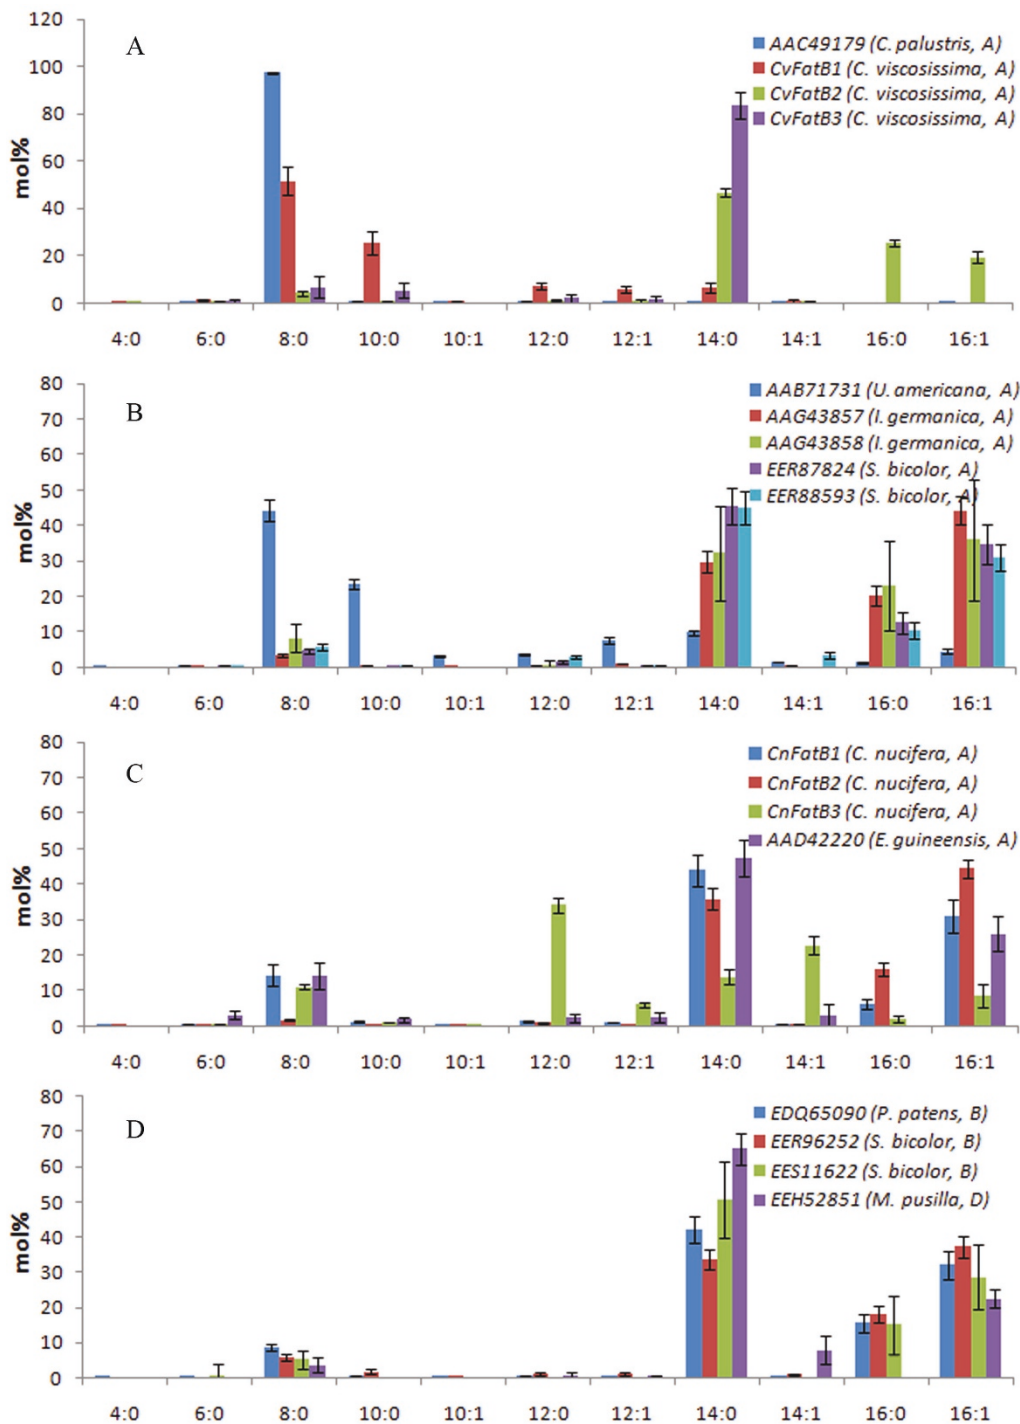 120
A
AAC49179 (C. palustris, A)
100
CvFatB1 (C. viscosissima, A)
CvFatB2 (C. viscosissima, A)
80
CvFatB3 (C. viscosissima, A)
mol%
60
40
20
0
4:0 6:0 8:0 10:0 10:1 12:0 12:1 14:0 14:1 16:0 16:1
80
B
AAB71731 (U. americana, A)
70
AAG43857 (I. germanica, A)
60
AAG43858 (I. germanica, A)
EER87824 (S. bicolor, A)
50
EER88593 (S. bicolor, A)
mol%
40
30
20
10
0
4:0 6:0 8:0 10:0 10:1 12:0 12:1 14:0 14:1 16:0 16:1
80
C
CnFatB1 (C. nucifera, A)
70
CnFatB2 (C. nucifera, A)
60
CnFatB3 (C. nucifera, A)
50
AAD42220 (E. guineensis, A)
mol%
40
30
20
10
0
4:0 6:0 8:0 10:0 10:1 12:0 12:1 14:0 14:1 16:0 16:1
80
D
EDQ65090 (P. patens, B)
70
EER96252 (S. bicolor, B)
60
EES11622 (S. bicolor, B)
50
EEH52851 (M. pusilla, D)
mol%
40
30
20
10
0
4:0 6:0 8:0 10:0 10:1 12:0 12:1 14:0 14:1 16:0 16:1